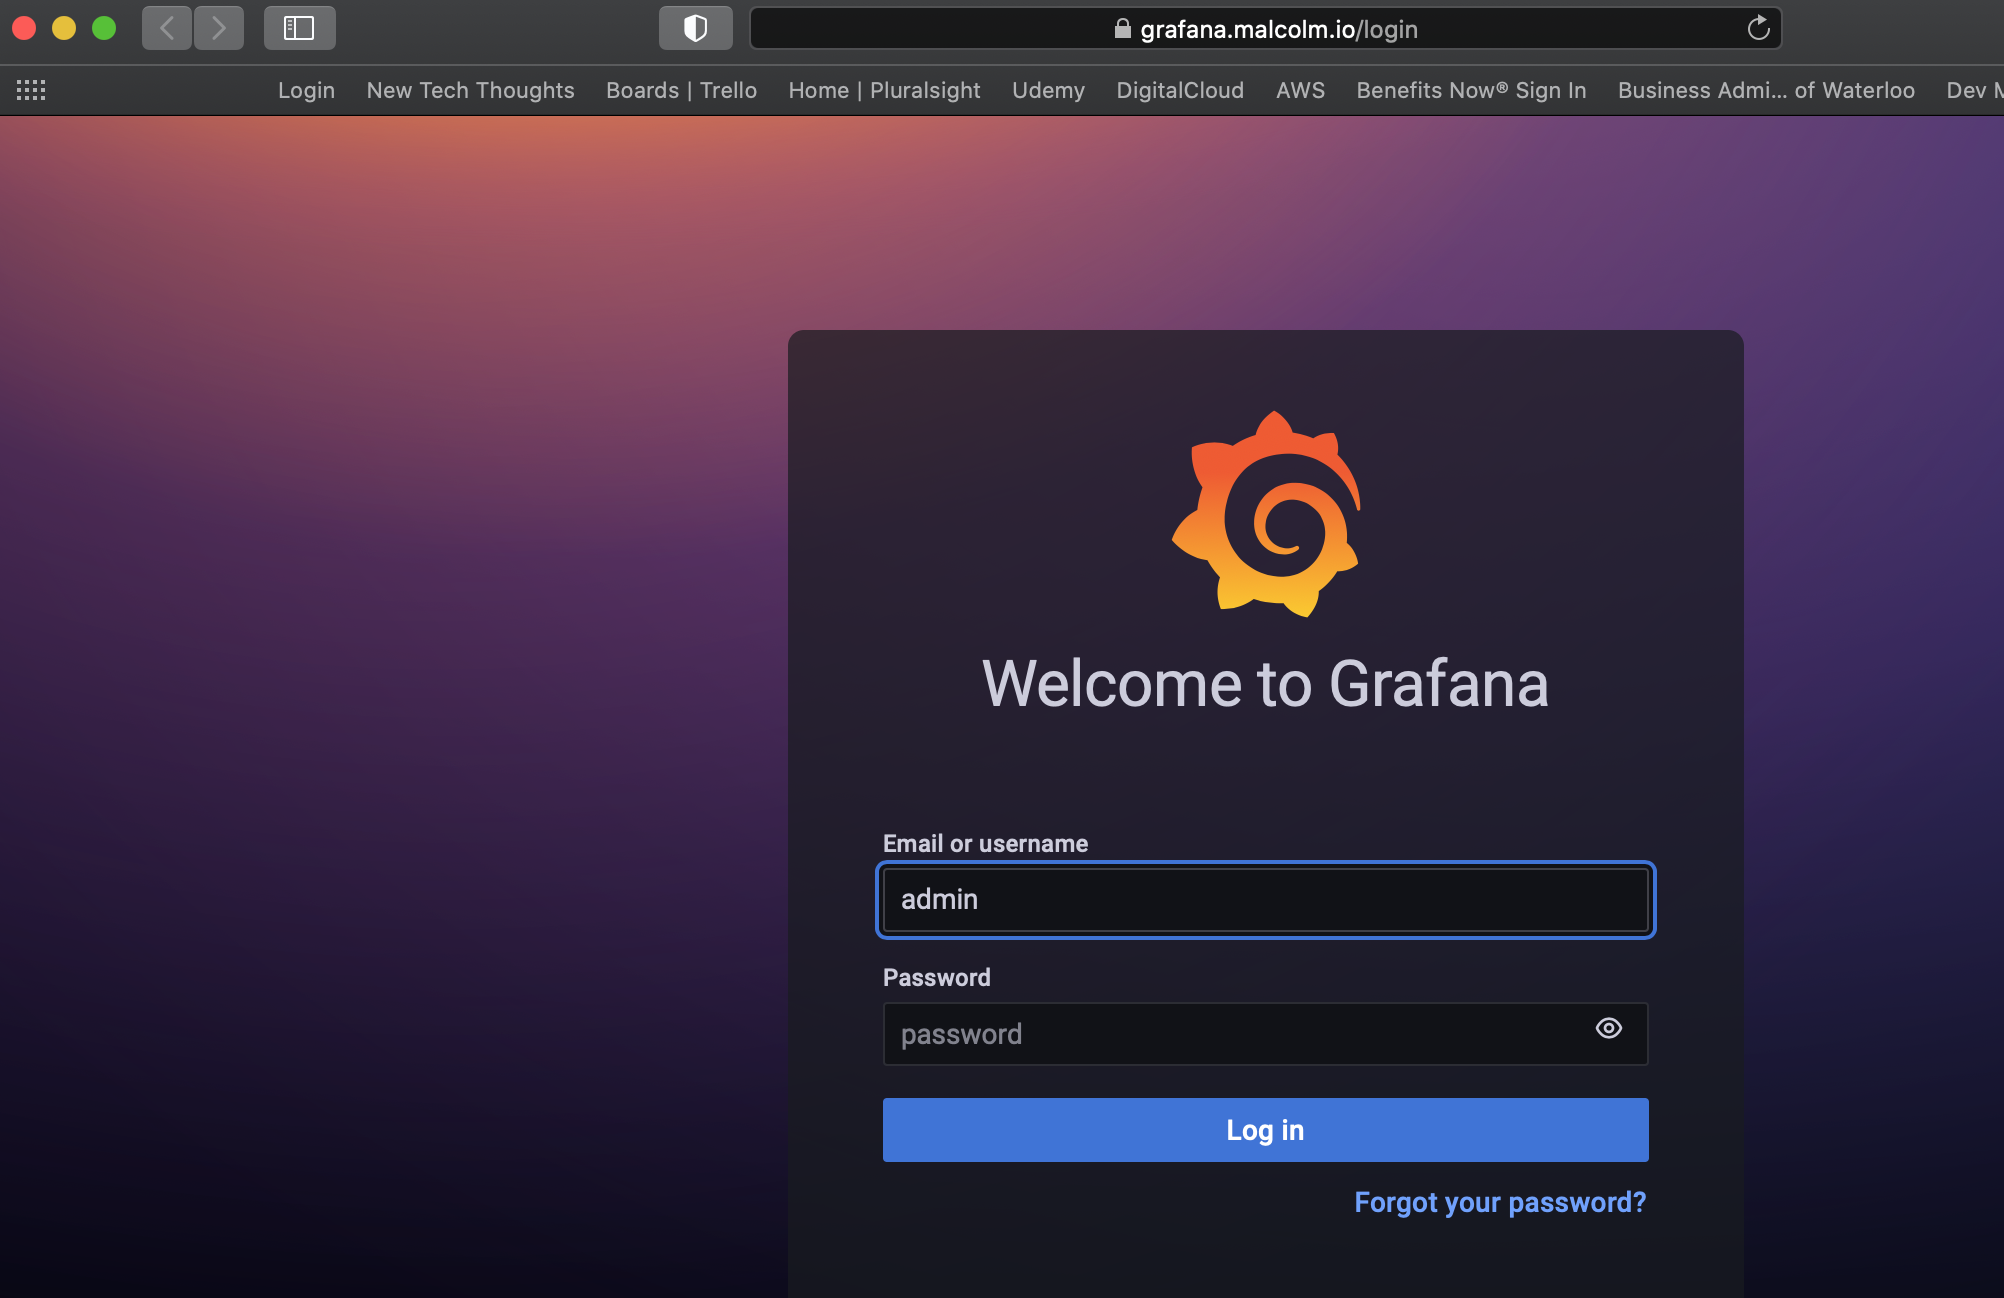 grafana.malcolm.io/login
Login New Tech Thoughts Boards | Trello Home | Pluralsight Udemy DigitalCloud AWS Benefits Now® Sign In Business Admi... of Waterloo Dev M
Welcome to Grafana
Email or username
admin
Password
password
Log in
Forgot your password?